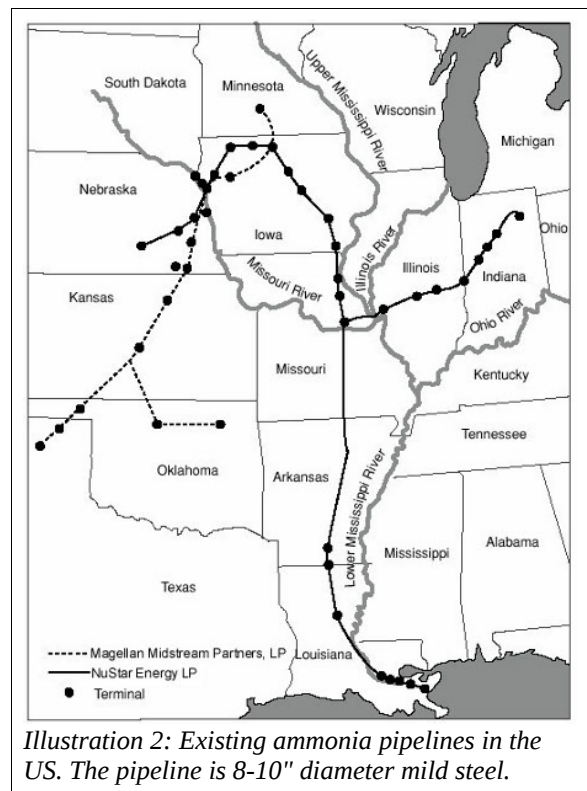 South Dakota
Minnesota
Upper Mississippi River
Wisconsin
Michigan
Nebraska
Iowa
Illinois River
Illinois
Indiana
Ohio
Missouri River
Kansas
Ohio River
Missouri
Kentucky
Tennessee
Oklahoma
Arkansas
Lower Mississippi River
Mississippi
Alabama
Texas
Louisiana
Magellan Midstream Partners, LP
NuStar Energy LP
Terminal
Illustration 2: Existing ammonia pipelines in the
US. The pipeline is 8-10" diameter mild steel.